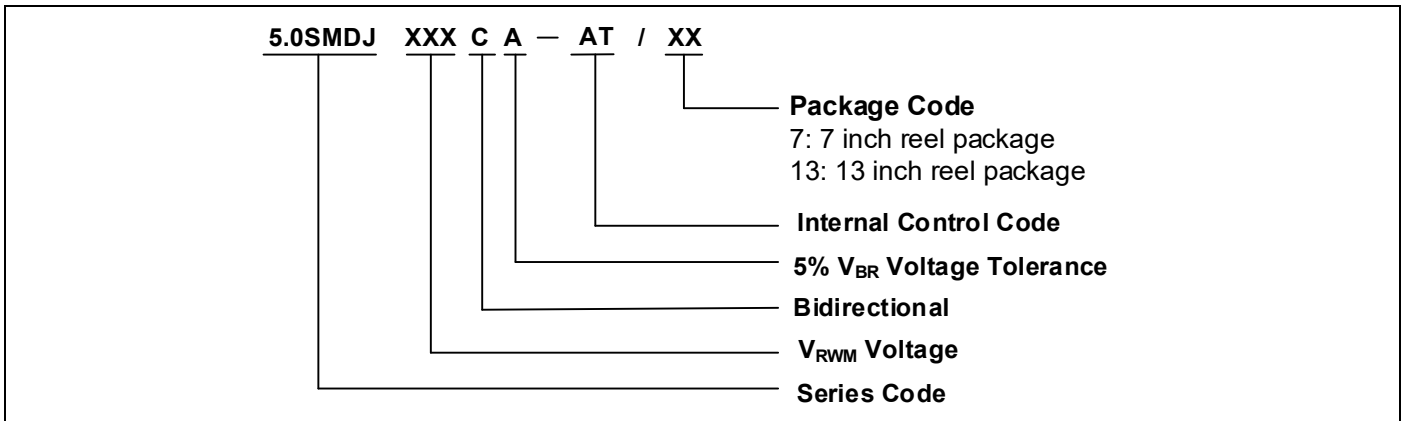 5.0SMDJ XXX C A — AT / XX
Package Code
7: 7 inch reel package
13: 13 inch reel package
Internal Control Code
5% VBR Voltage Tolerance
Bidirectional
VRWM Voltage
Series Code